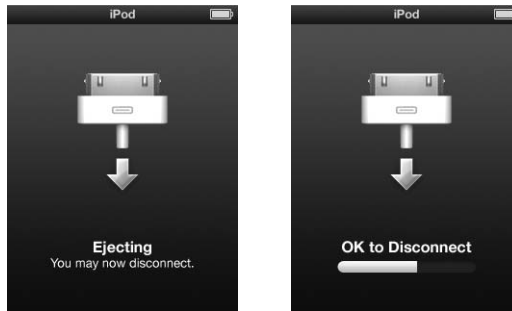 iPod
Ejecting
You may now disconnect.
iPod
OK to Disconnect